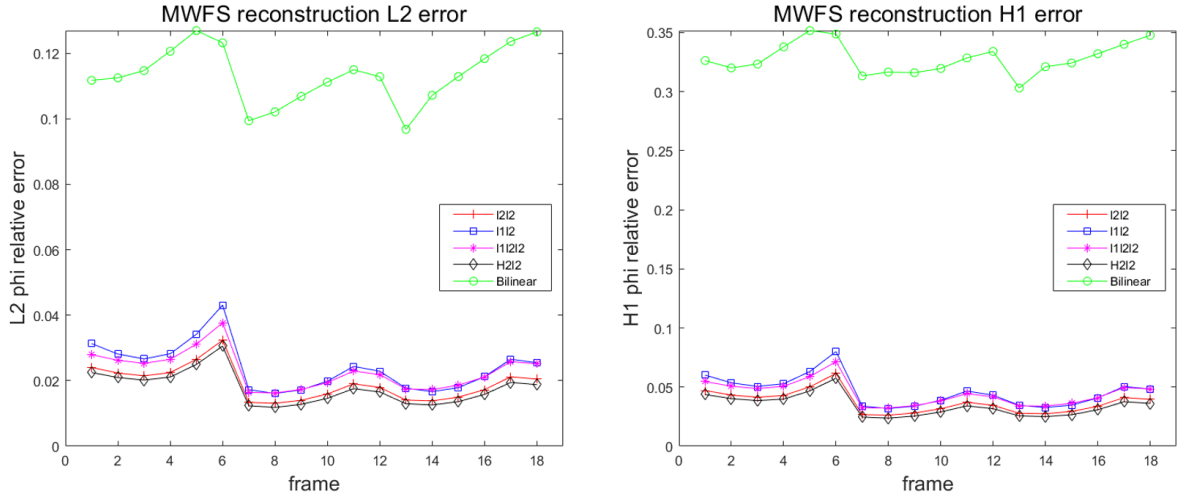 MWFS reconstruction L2 error
0.12
0.1
0.08
0.06
0.04
0.02
0
L2 phi relative error
l2l2
l1l2
l1l2l2
H2l2
Bilinear
0 2 4 6 8 10 12 14 16 18
frame
MWFS reconstruction H1 error
0.35
0.3
0.25
0.2
0.15
0.1
0.05
0
H1 phi relative error
l2l2
l1l2
l1l2l2
H2l2
Bilinear
0 2 4 6 8 10 12 14 16 18
frame